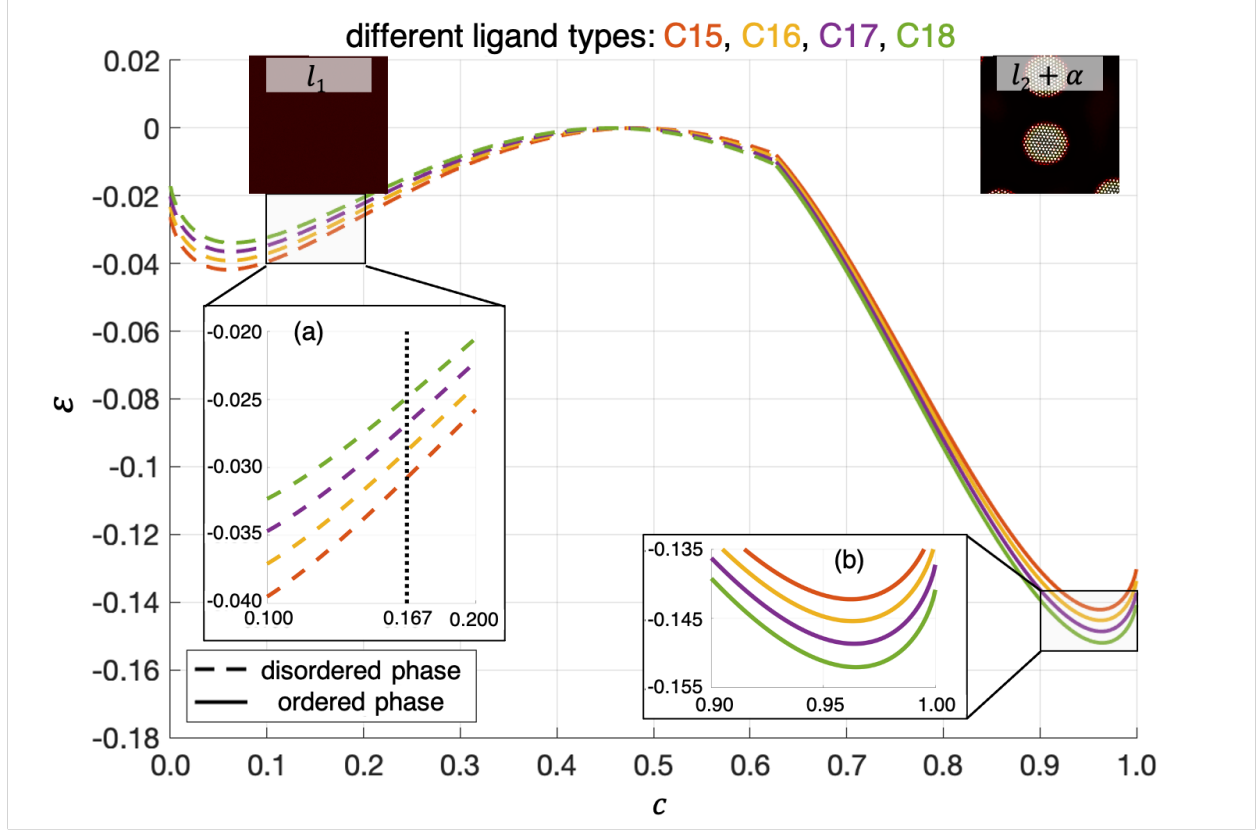 different ligand types: C15, C16, C17, C18
0.02
0
-0.02
-0.04
-0.06
-0.08
-0.1
-0.12
-0.14
-0.16
-0.18
ε
l₁
l₂ + α
(a)
-0.020
-0.025
-0.030
-0.035
-0.040
0.100 0.167 0.200
(b)
-0.135
-0.145
-0.155
0.90 0.95 1.00
disordered phase
ordered phase
0.0 0.1 0.2 0.3 0.4 0.5 0.6 0.7 0.8 0.9 1.0
c